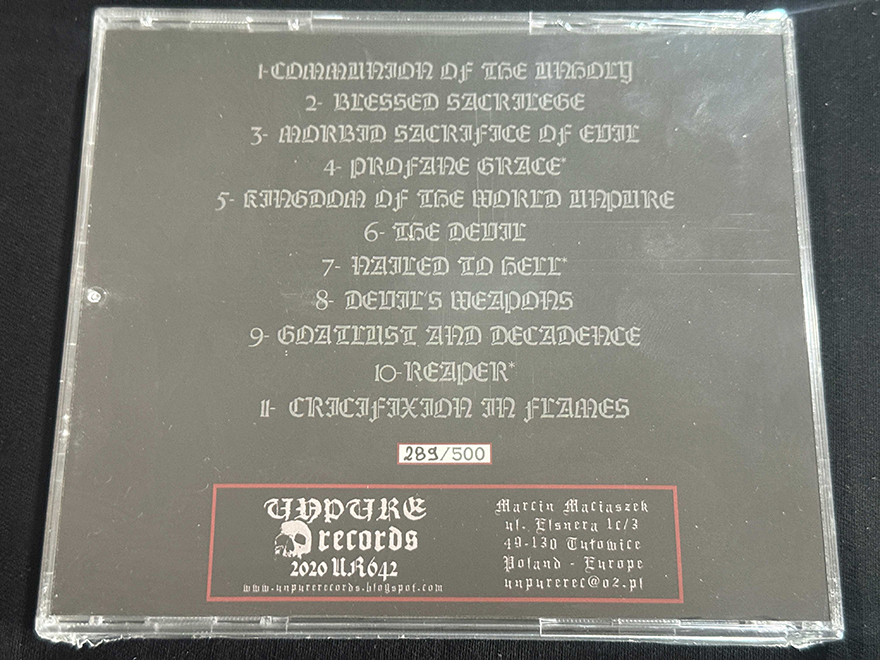 1-COMMUNION OF THE UNHOLY
2- BLESSED SACRILEGE
3- MORBID SACRIFICE OF EVIL
4- PROFANE GRACE*
5- KINGDOM OF THE WORLD UNPURE
6- THE DEVIL
7- NAILED TO HELL*
8- DEVIL'S WEAPONS
9- GOATLUST AND DECADENCE
10-REAPER*
11- CRICIFIXION IN FLAMES
289/500
UNPURE
records
2020 U.R642
www.unpurerecords.blogspot.com
Marcin Maciaszek
ul. Elsnera 1c/3
49-130 Tułowice
Poland - Europe
unpurerec@o2.pl